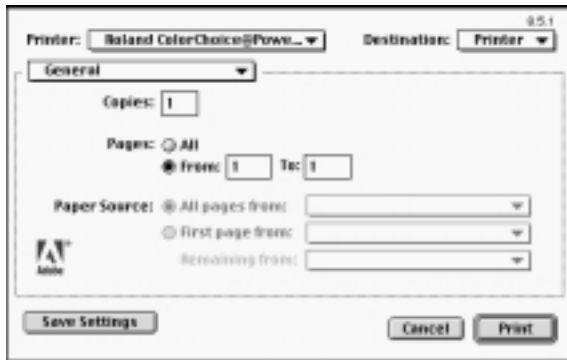 8.5.1
Printer: Roland ColorChoice@Powe... Destination: Printer
General
Copies: 1
Pages: All
From: 1 To: 1
Paper Source: All pages from:
First page from:
Remaining from:
Adobe
Save Settings Cancel Print